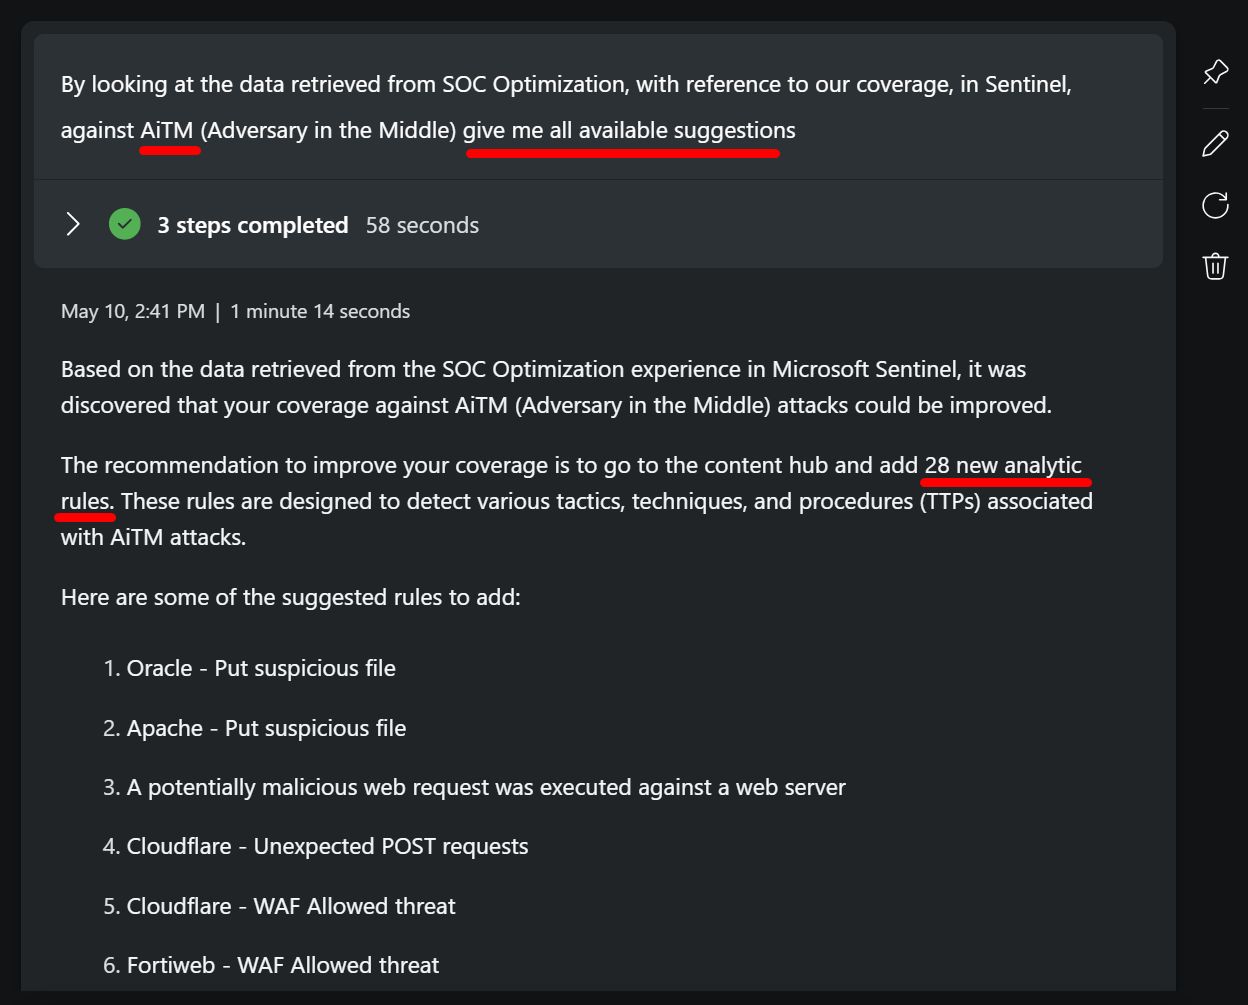 By looking at the data retrieved from SOC Optimization, with reference to our coverage, in Sentinel,
against AiTM (Adversary in the Middle) give me all available suggestions
3 steps completed 58 seconds
May 10, 2:41 PM | 1 minute 14 seconds
Based on the data retrieved from the SOC Optimization experience in Microsoft Sentinel, it was
discovered that your coverage against AiTM (Adversary in the Middle) attacks could be improved.
The recommendation to improve your coverage is to go to the content hub and add 28 new analytic
rules. These rules are designed to detect various tactics, techniques, and procedures (TTPs) associated
with AiTM attacks.
Here are some of the suggested rules to add:
1. Oracle - Put suspicious file
2. Apache - Put suspicious file
3. A potentially malicious web request was executed against a web server
4. Cloudflare - Unexpected POST requests
5. Cloudflare - WAF Allowed threat
6. Fortiweb - WAF Allowed threat